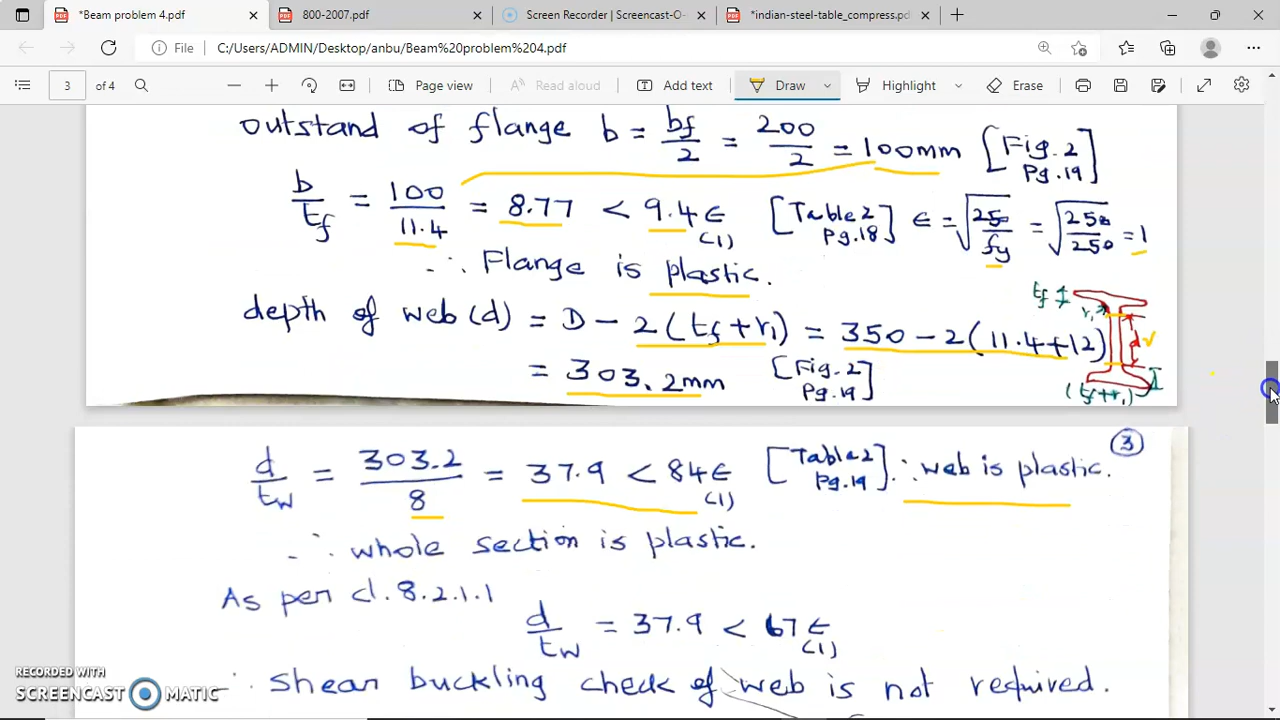 *Beam problem 4.pdf
800-2007.pdf
Screen Recorder | Screencast-O-
*indian-steel-table_compress.pd
File C:/Users/ADMIN/Desktop/anbu/Beam%20problem%204.pdf
3 of 4
Page view
Read aloud
Add text
Draw
Highlight
Erase
outstand of flange b = bf/2 = 200/2 = 100mm [Fig.2 Pg.19]
b/tf = 100/11.4 = 8.77 < 9.4ϵ (1) [Table2 Pg.18] ϵ = √250/fy = √250/250 = 1
∴ Flange is plastic.
tf
r1
depth of web (d) = D - 2(tf+r1) = 350 - 2(11.4+12)
d ✓
= 303.2mm [Fig.2 Pg.19]
(tf+r1)
③
d/tw = 303.2/8 = 37.9 < 84ϵ (1) [Table2 Pg.19] ∴ web is plastic.
∴ whole section is plastic.
As per cl.8.2.1.1
d/tw = 37.9 < 67ϵ (1)
∴ shear buckling check of web is not required.
RECORDED WITH
SCREENCAST MATIC